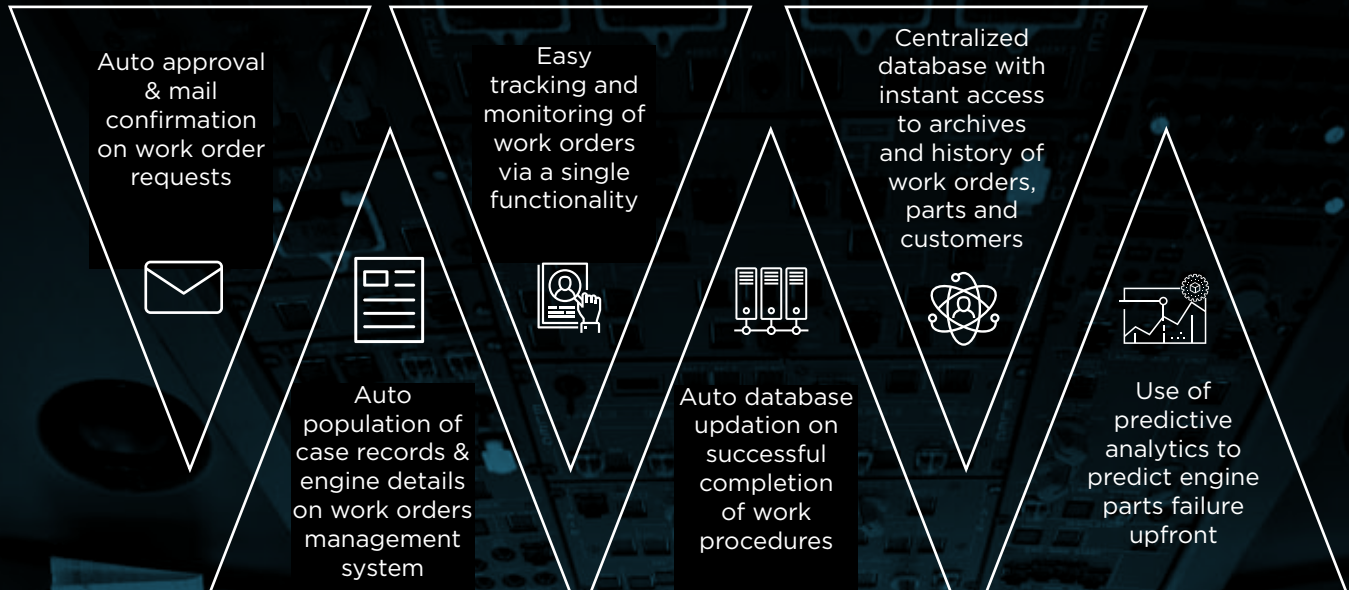 Auto approval
& mail
confirmation
on work order
requests
Auto
population of
case records &
engine details
on work orders
management
system
Easy
tracking and
monitoring of
work orders
via a single
functionality
Auto database
updation on
successful
completion
of work
procedures
Centralized
database with
instant access
to archives
and history of
work orders,
parts and
customers
Use of
predictive
analytics to
predict engine
parts failure
upfront